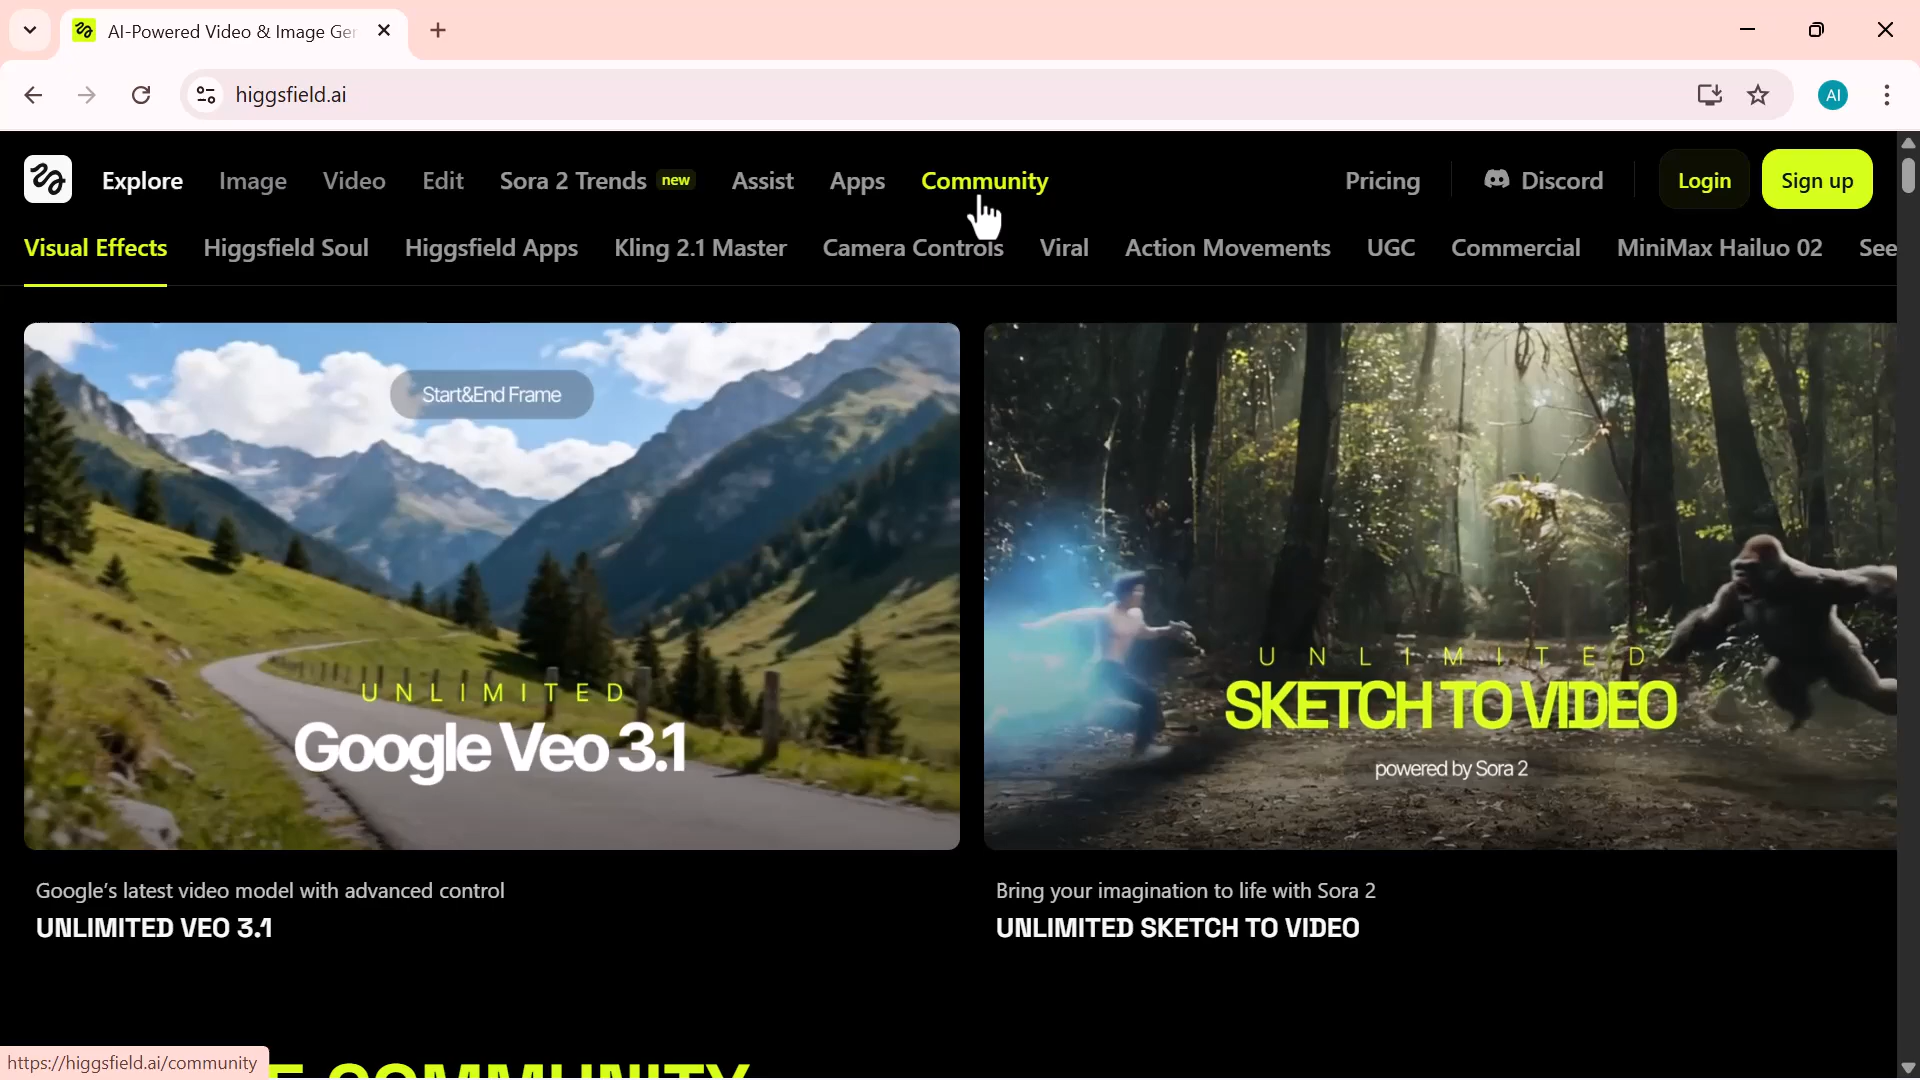 AI-Powered Video & Image Ge
higgsfield.ai
AI
Explore Image Video Edit Sora 2 Trends new Assist Apps Community Pricing Discord Login Sign up
Visual Effects Higgsfield Soul Higgsfield Apps Kling 2.1 Master Camera Controls Viral Action Movements UGC Commercial MiniMax Hailuo 02 See
Start&End Frame
UNLIMITED
Google Veo 3.1
UNLIMITED
SKETCH TO VIDEO
powered by Sora 2
Google's latest video model with advanced control
UNLIMITED VEO 3.1
Bring your imagination to life with Sora 2
UNLIMITED SKETCH TO VIDEO
COMMUNITY
https://higgsfield.ai/community